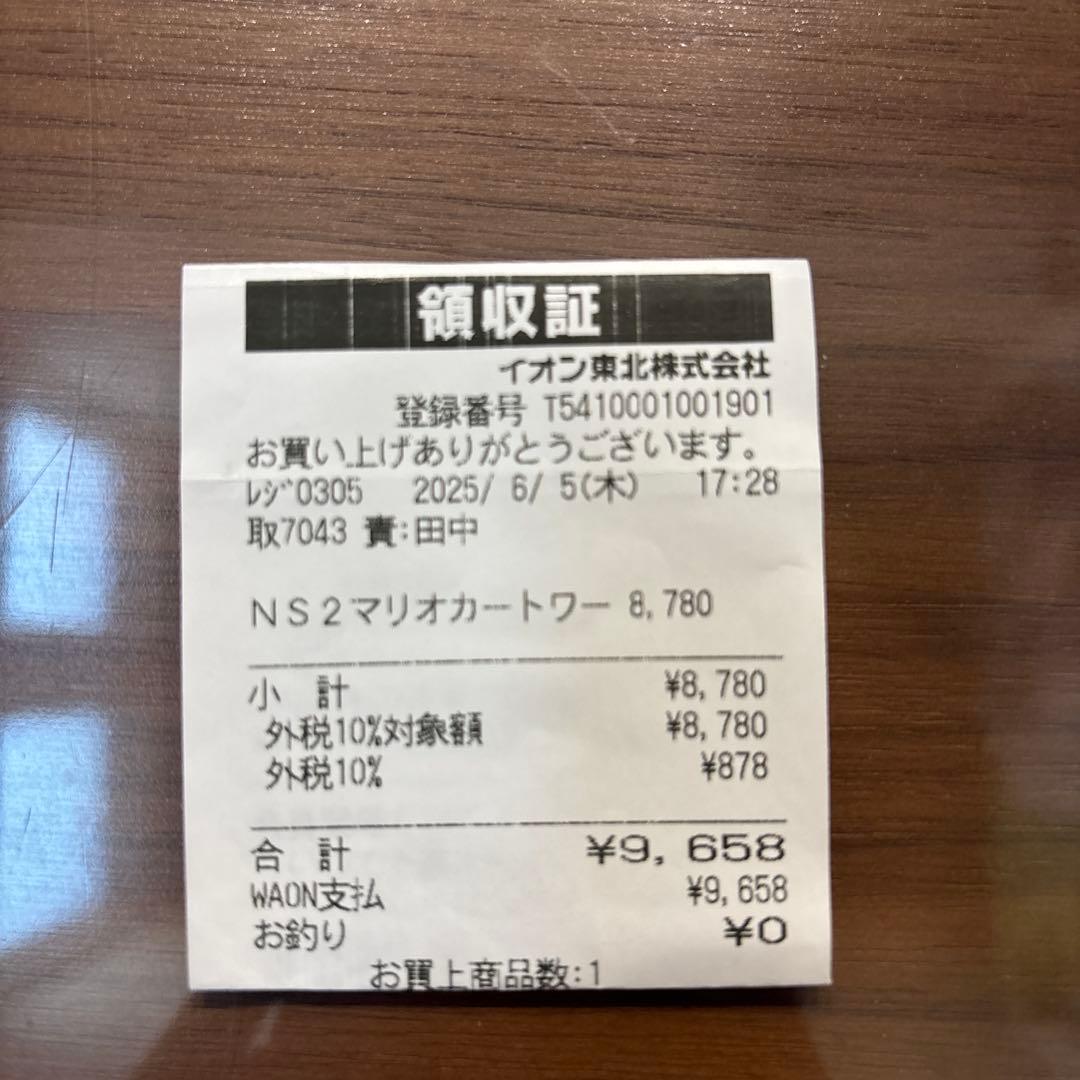 領収証
イオン東北株式会社
登録番号 T5410001001901
お買い上げありがとうございます。
ﾚｼﾞ0305 2025/ 6/ 5(木) 17:28
取7043 責:田中
NS2マリオカートワー 8,780
小 計 ¥8,780
外税10%対象額 ¥8,780
外税10% ¥878
合 計 ¥9,658
WAON支払 ¥9,658
お釣り ¥0
お買上商品数:1